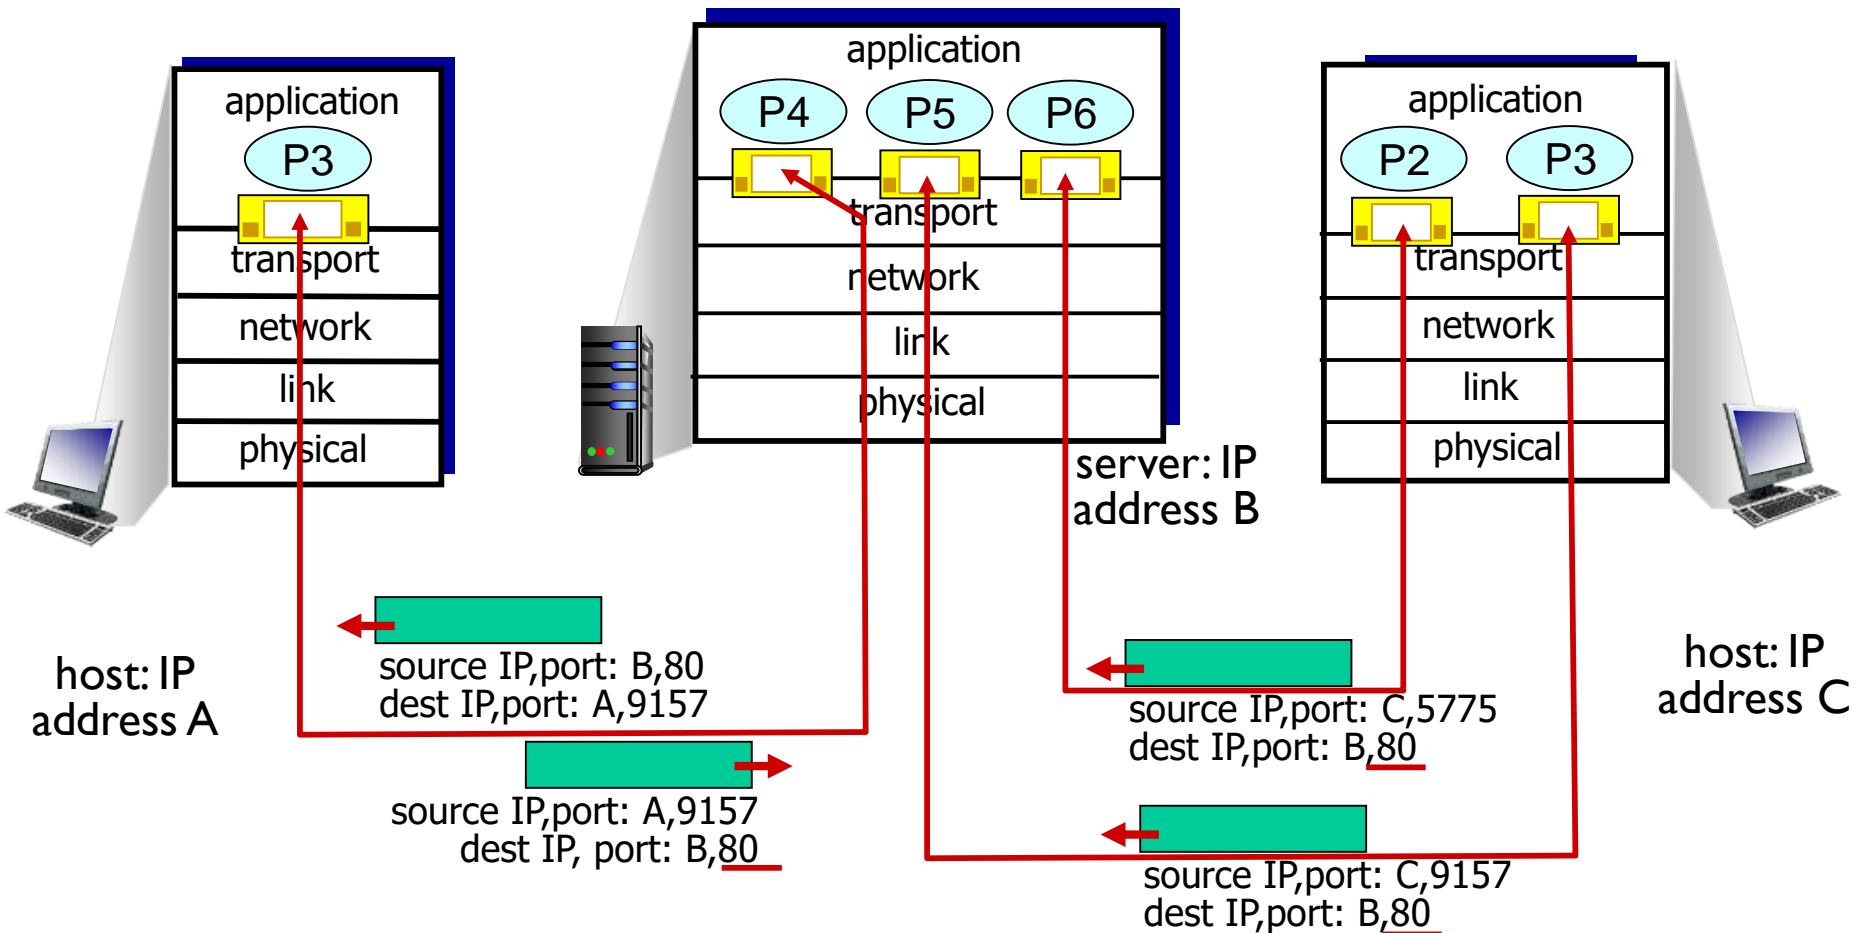 application
P3
transport
network
link
physical
host: IP
address A
application
P4
P5
P6
transport
network
link
physical
server: IP
address B
application
P2
P3
transport
network
link
physical
host: IP
address C
source IP,port: B,80
dest IP,port: A,9157
source IP,port: A,9157
dest IP, port: B,80
source IP,port: C,5775
dest IP,port: B,80
source IP,port: C,9157
dest IP,port: B,80